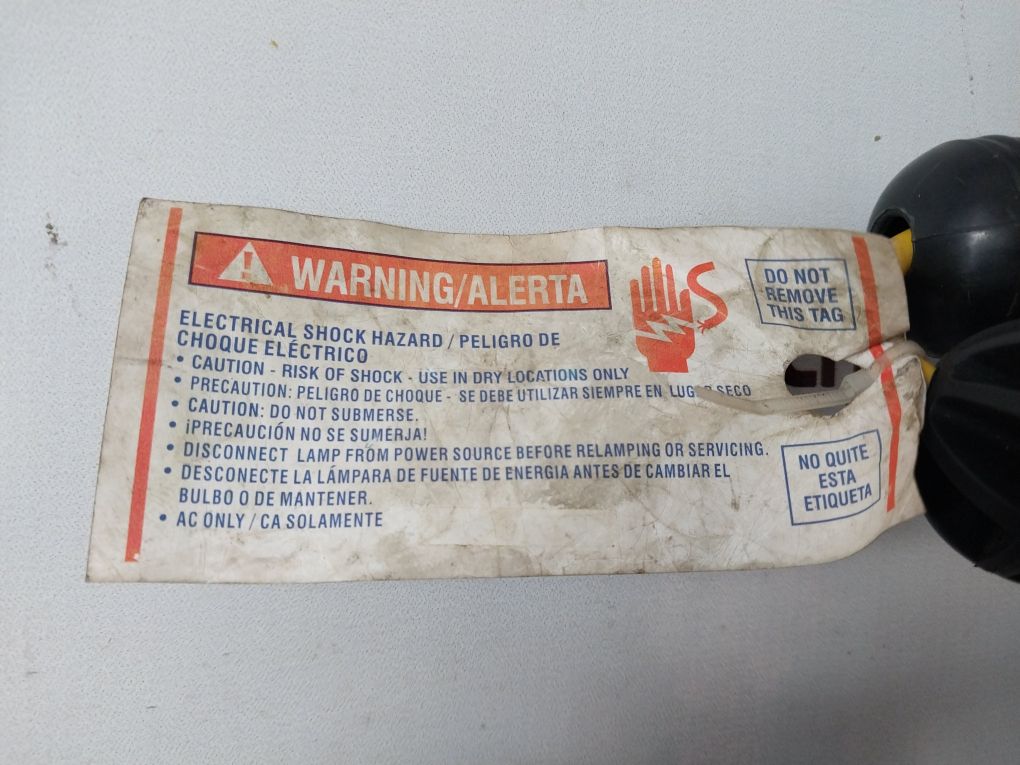 WARNING/ALERTA
ELECTRICAL SHOCK HAZARD / PELIGRO DE
CHOQUE ELÉCTRICO
• CAUTION - RISK OF SHOCK - USE IN DRY LOCATIONS ONLY
• PRECAUTION: PELIGRO DE CHOQUE - SE DEBE UTILIZAR SIEMPRE EN SECO
• CAUTION: DO NOT SUBMERSE.
• ¡PRECAUCIÓN NO SE SUMERJA!
• DISCONNECT LAMP FROM POWER SOURCE BEFORE RELAMPING OR SERVICING.
• DESCONECTE LA LÁMPARA DE FUENTE DE ENERGIA ANTES DE CAMBIAR EL
BULBO O DE MANTENER.
• AC ONLY / CA SOLAMENTE
DO NOT
REMOVE
THIS TAG
NO QUITE
ESTA
ETIQUETA